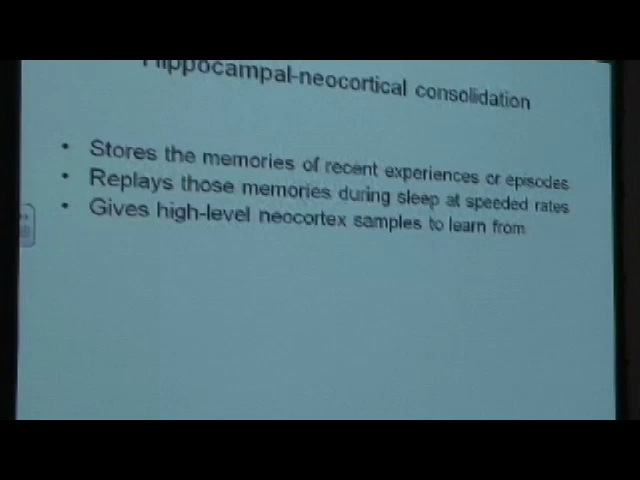 Hippocampal-neocortical consolidation
• Stores the memories of recent experiences or episodes
• Replays those memories during sleep at speeded rates
• Gives high-level neocortex samples to learn from